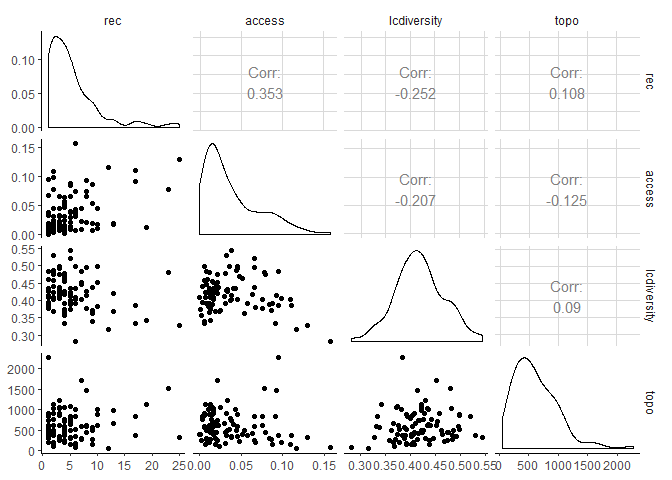 rec access lcdiversity topo
0.10
0.05
0.00
Corr:
0.353
Corr:
-0.252
Corr:
0.108
rec
0.15
0.10
0.05
0.00
Corr:
-0.207
Corr:
-0.125
access
0.55
0.50
0.45
0.40
0.35
0.30
Corr:
0.09
lcdiversity
2000
1500
1000
500
0
topo
0 5 10 15 20 25 0.00 0.05 0.10 0.15 0.30 0.35 0.40 0.45 0.50 0.55 0 500 1000 1500 2000